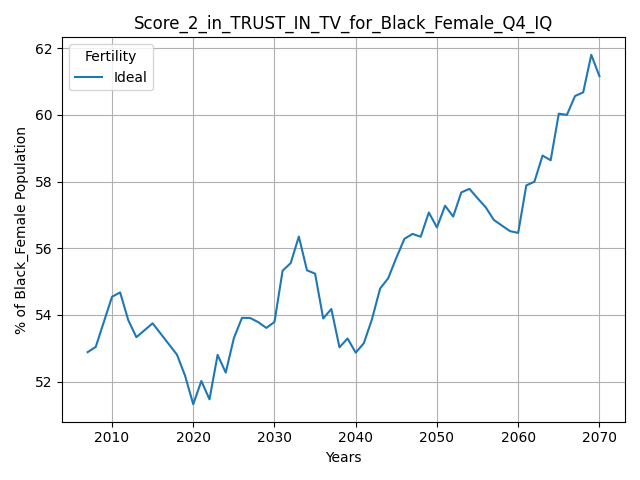 Score_2_in_TRUST_IN_TV_for_Black_Female_Q4_IQ
Fertility
Ideal
% of Black_Female Population
62
60
58
56
54
52
2010 2020 2030 2040 2050 2060 2070
Years